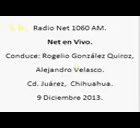 Radio Net 1060 AM.
Net en Vivo.
Conduce: Rogelio González Quiroz,
Alejandro Velasco.
Cd. Juárez, Chihuahua.
9 Diciembre 2013.